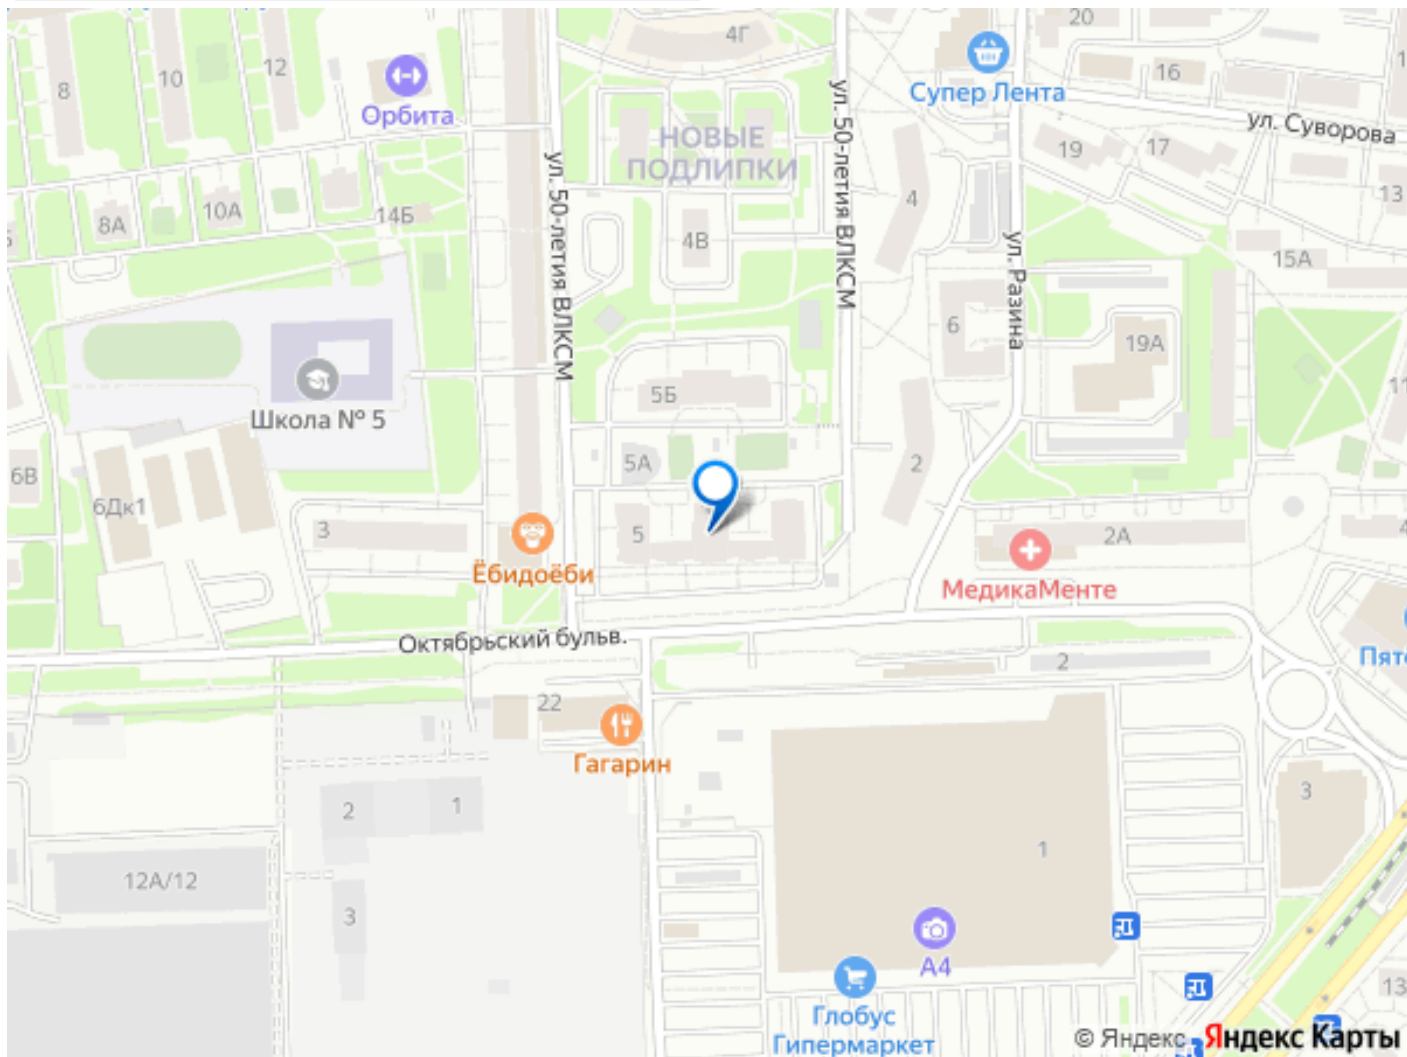 4Г
20
8
10
12
Орбита
Супер Лента
16
ул. Суворова
НОВЫЕ
ПОДЛИПКИ
ул. 50-летия ВЛКСМ
ул. 50-летия ВЛКСМ
19
17
13
8А
10А
14Б
4
4В
ул. Разина
15А
6
19А
Школа № 5
5Б
5А
2
6В
6Дк1
3
5
Ёбидоёби
МедикаМенте
2А
Октябрьский бульв.
2
22
Гагарин
2
1
3
12А/12
3
1
А4
Глобус
Гипермаркет
13
© Яндекс Яндекс Карты